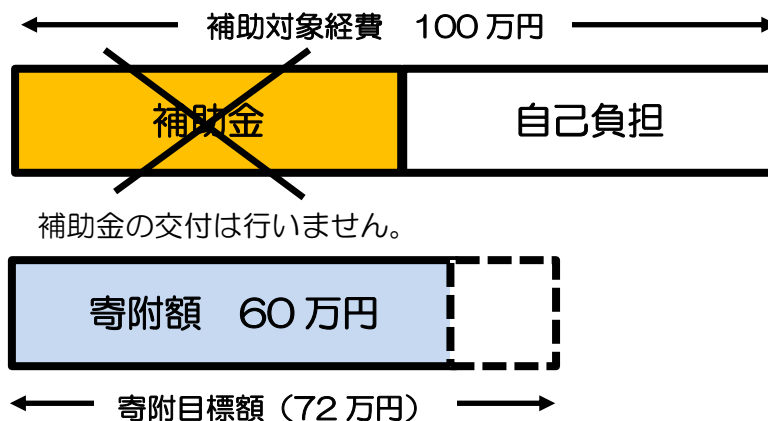 補助対象経費　100万円
補助金　自己負担
補助金の交付は行いません。
寄附額　60万円
寄附目標額（72万円）